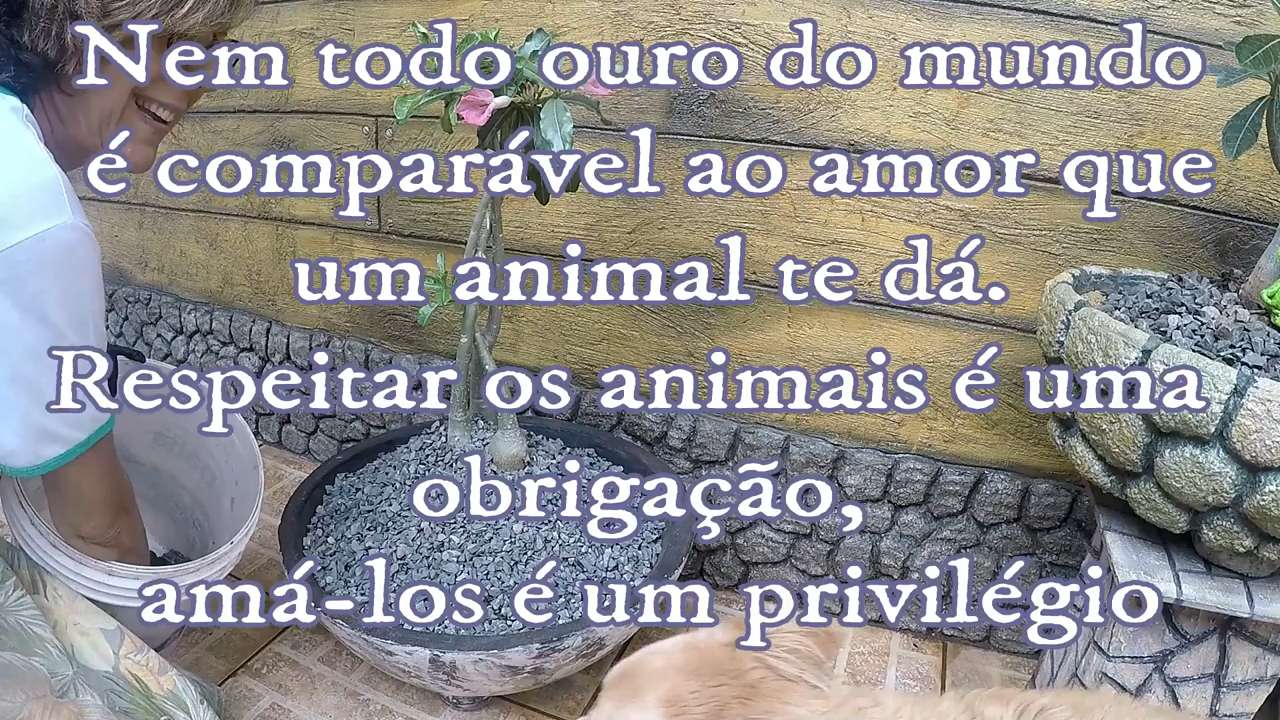 Nem todo ouro do mundo
é comparável ao amor que
um animal te dá.
Respeitar os animais é uma
obrigação,
amá-los é um privilégio